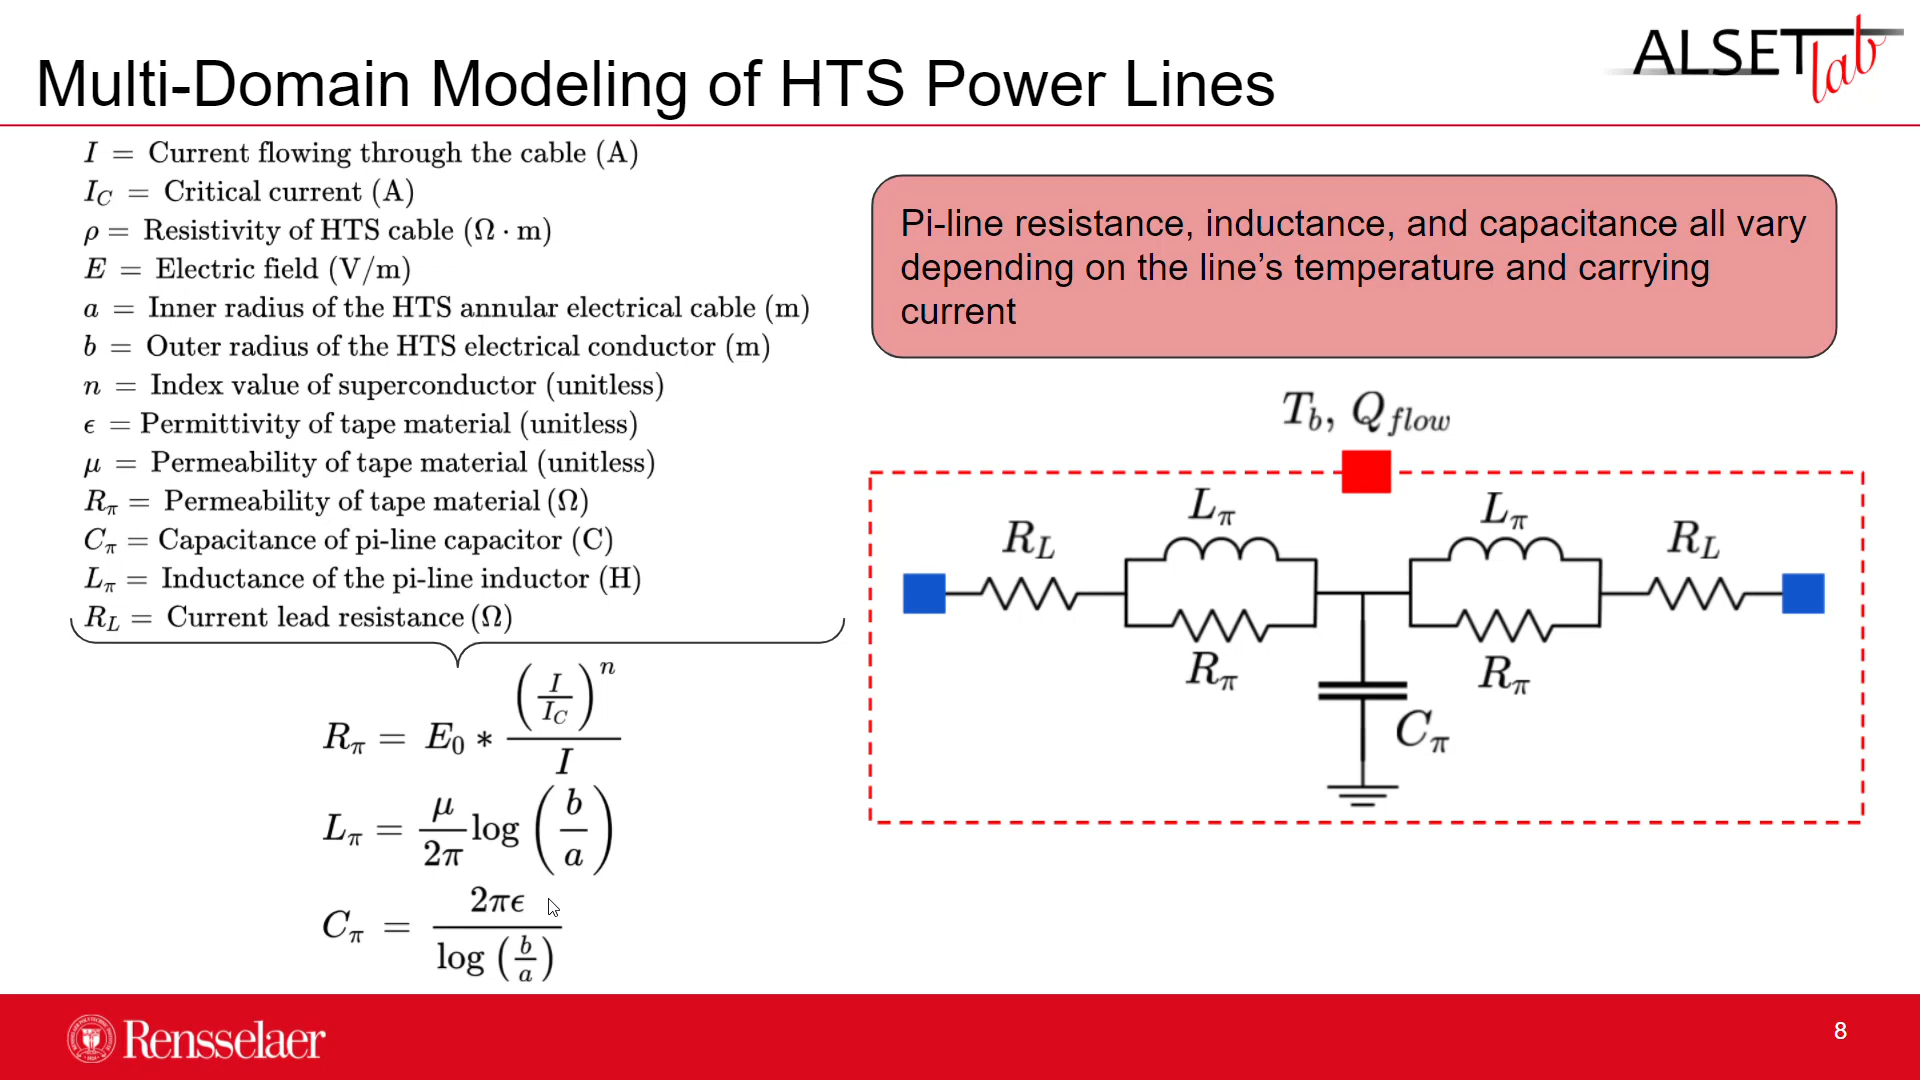 Multi-Domain Modeling of HTS Power Lines
ALSET lab
I = Current flowing through the cable (A)
I_C = Critical current (A)
ρ = Resistivity of HTS cable (Ω · m)
E = Electric field (V/m)
a = Inner radius of the HTS annular electrical cable (m)
b = Outer radius of the HTS electrical conductor (m)
n = Index value of superconductor (unitless)
ϵ = Permittivity of tape material (unitless)
μ = Permeability of tape material (unitless)
R_π = Permeability of tape material (Ω)
C_π = Capacitance of pi-line capacitor (C)
L_π = Inductance of the pi-line inductor (H)
R_L = Current lead resistance (Ω)
R_π = E_0 * (I/I_C)^n / I
L_π = μ/2π log (b/a)
C_π = 2πϵ / log (b/a)
Pi-line resistance, inductance, and capacitance all vary
depending on the line’s temperature and carrying
current
T_b, Q_flow
R_L
L_π
R_π
C_π
L_π
R_π
R_L
Rensselaer
8